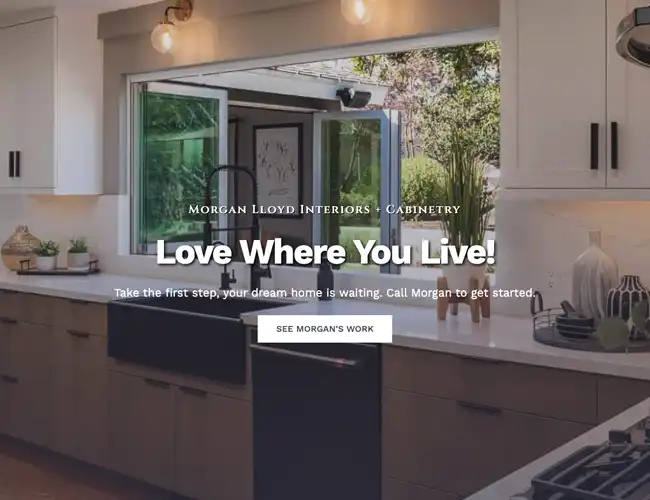 Morgan Lloyd Interiors + Cabinetry
Love Where You Live!
Take the first step, your dream home is waiting. Call Morgan to get started.
SEE MORGAN'S WORK